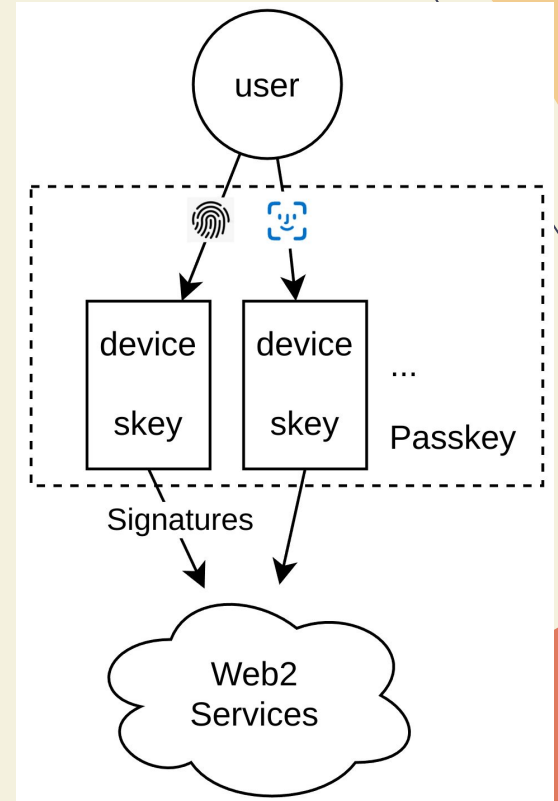 user
device
skey
device
skey
...
Passkey
Signatures
Web2
Services